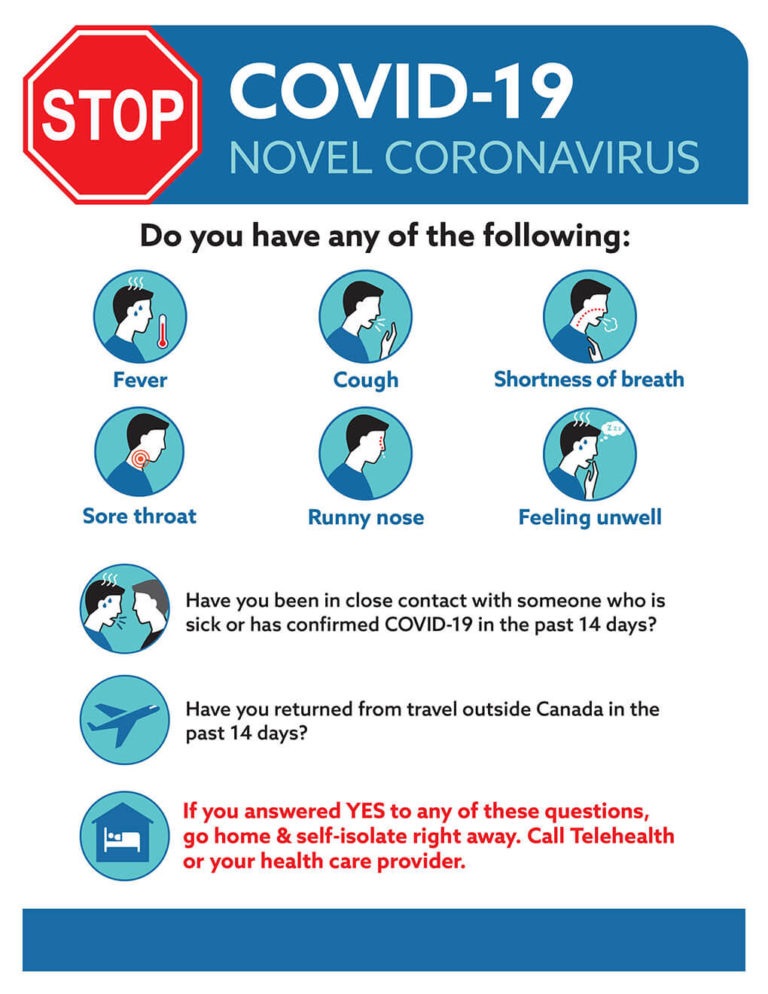 STOP
COVID-19
NOVEL CORONAVIRUS
Do you have any of the following:
Fever
Cough
Shortness of breath
Zzz
Sore throat
Runny nose
Feeling unwell
Have you been in close contact with someone who is
sick or has confirmed COVID-19 in the past 14 days?
Have you returned from travel outside Canada in the
past 14 days?
If you answered YES to any of these questions,
go home & self-isolate right away. Call Telehealth
or your health care provider.